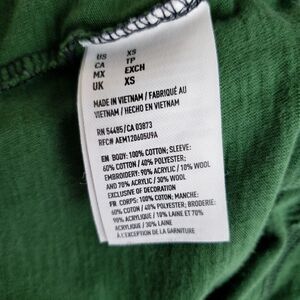 US XS
CA TP
MX EXCH
UK XS
MADE IN VIETNAM / FABRIQUÉ AU
VIETNAM / HECHO EN VIETNAM
RN 54485/CA 03873
RFC# AEM120605U9A
EN BODY: 100% COTTON; SLEEVE:
60% COTTON / 40% POLYESTER;
EMBROIDERY: 90% ACRYLIC / 10% WOOL
AND 70% ACRYLIC / 30% WOOL
EXCLUSIVE OF DECORATION
FR CORPS: 100% COTON; MANCHE:
60% COTON / 40% POLYESTER; BRODERIE:
90% ACRYLIQUE / 10% LAINE ET 70%
ACRYLIQUE / 30% LAINE
À L'EXCEPTION DE LA GARNITURE